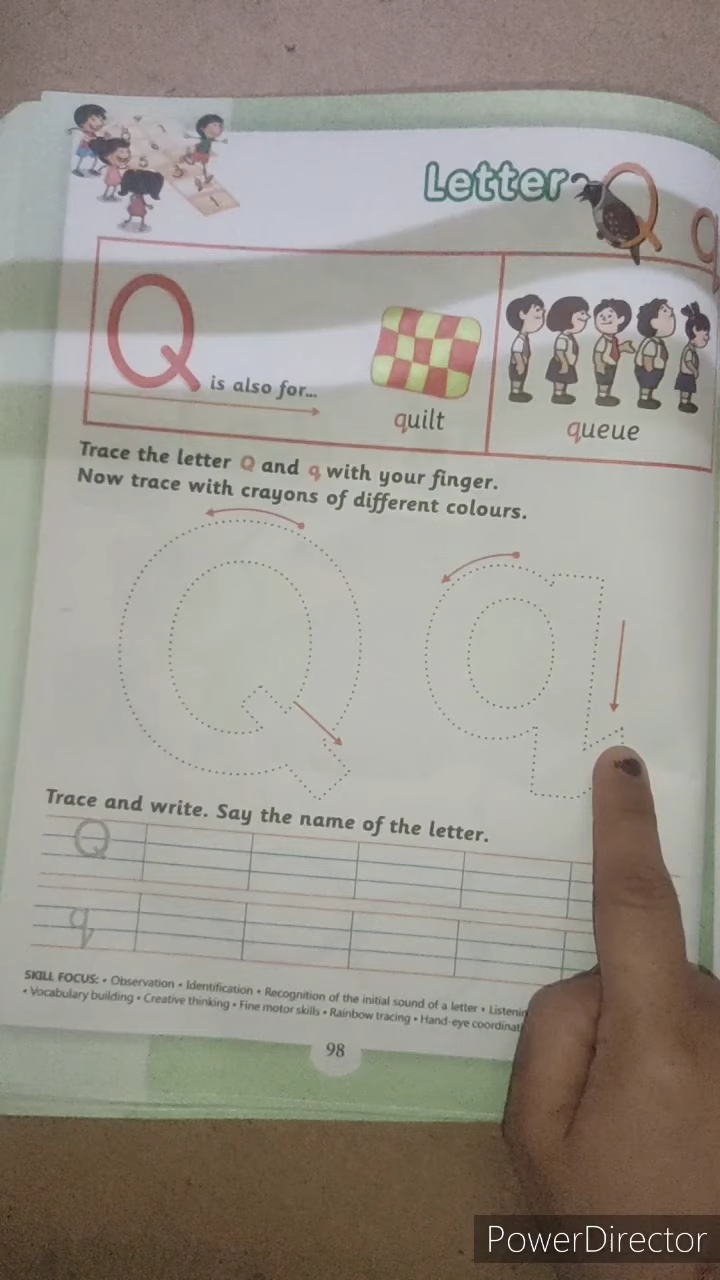 Letter Q q
Q is also for...
quilt
queue
Trace the letter Q and q with your finger.
Now trace with crayons of different colours.
Q q
Trace and write. Say the name of the letter.
Q
q
SKILL FOCUS: • Observation • Identification • Recognition of the initial sound of a letter •
• Vocabulary building • Creative thinking • Fine motor skills • Rainbow tracing • Hand-eye
98
PowerDirector